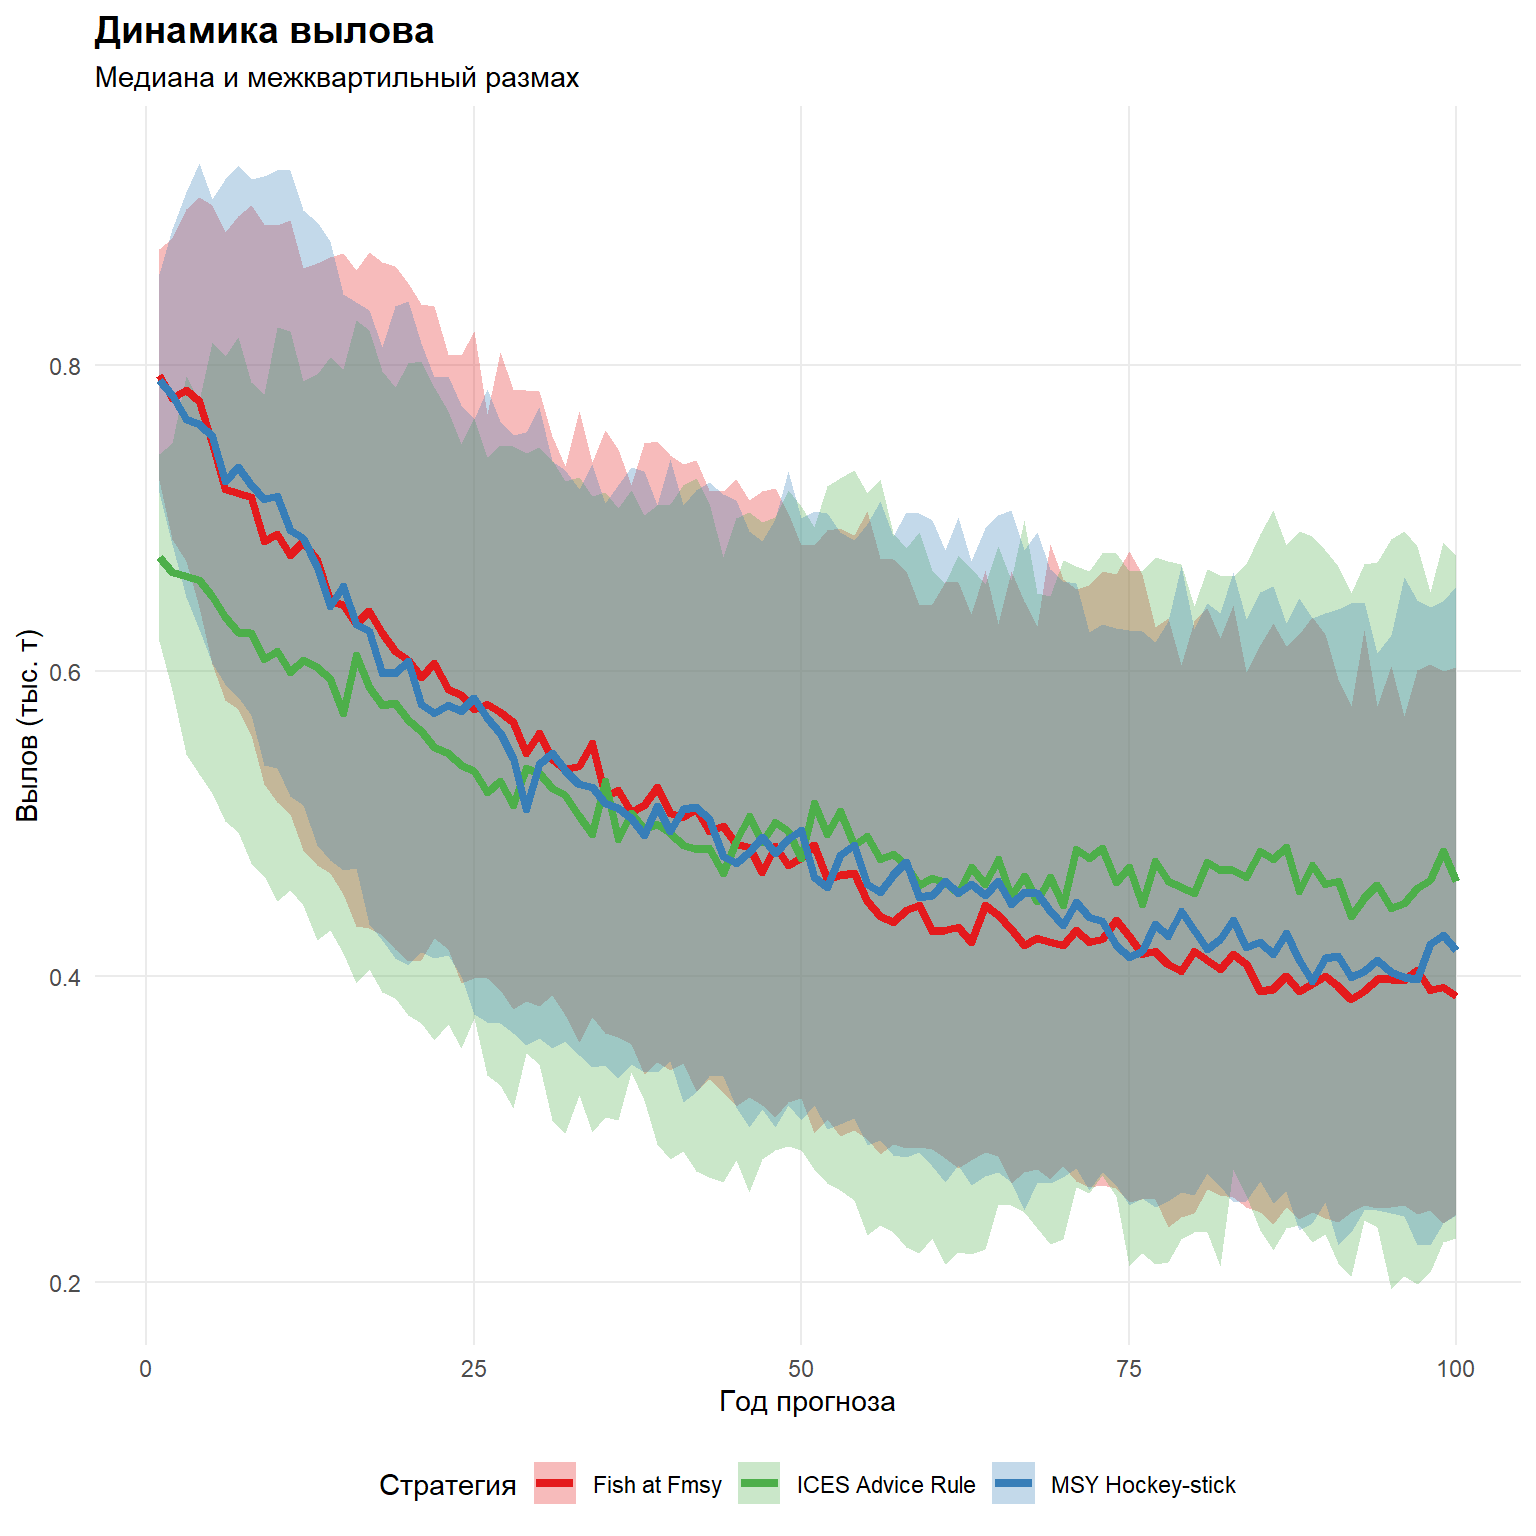 Динамика вылова
Медиана и межквартильный размах
Вылов (тыс. т)
0.8
0.6
0.4
0.2
0 25 50 75 100
Год прогноза
Стратегия Fish at Fmsy ICES Advice Rule MSY Hockey-stick